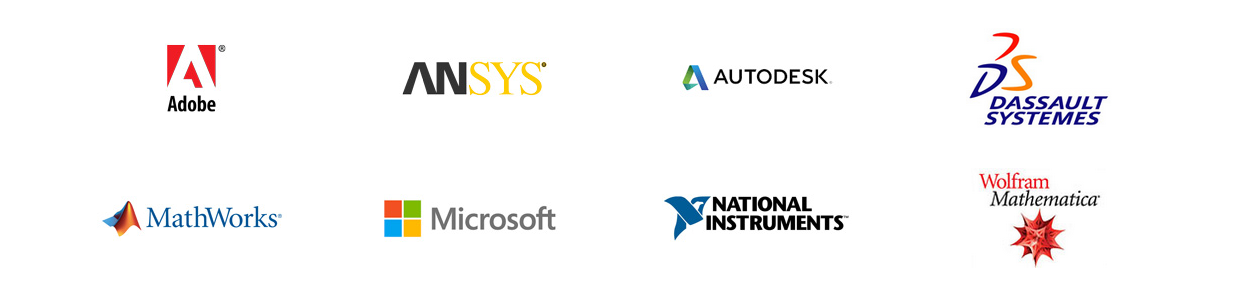 Adobe
ANSYS
AUTODESK
DASSAULT
SYSTEMES
MathWorks
Microsoft
NATIONAL
INSTRUMENTS
Wolfram
Mathematica